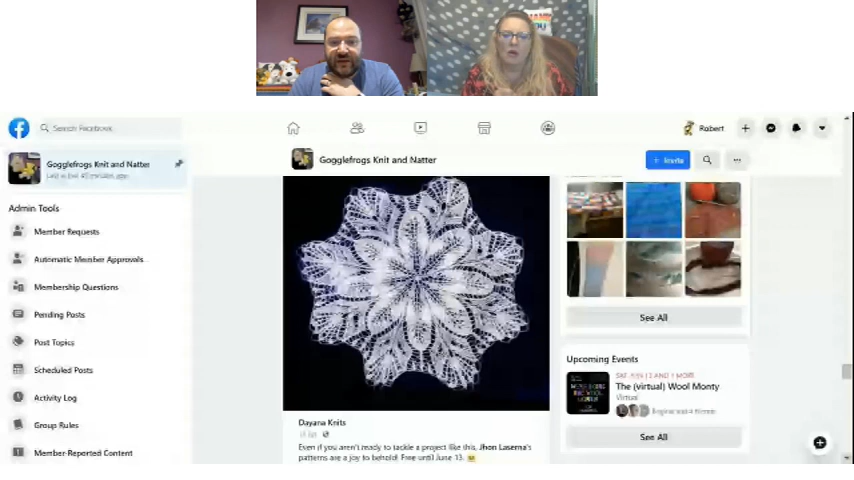 Search Facebook
Robert
Gogglefrogs Knit and Natter
Gogglefrogs Knit and Natter
+ Invite
Admin Tools
Member Requests
Automatic Member Approvals
Membership Questions
Pending Posts
Post Topics
Scheduled Posts
Activity Log
Group Rules
Member-Reported Content
See All
Upcoming Events
AND 1 MORE
The (virtual) Wool Monty
Virtual
See All
Dayana Knits
Even if you aren't ready to tackle a project like this, Jhon Laserna's
patterns are a joy to behold! Free until June 13.